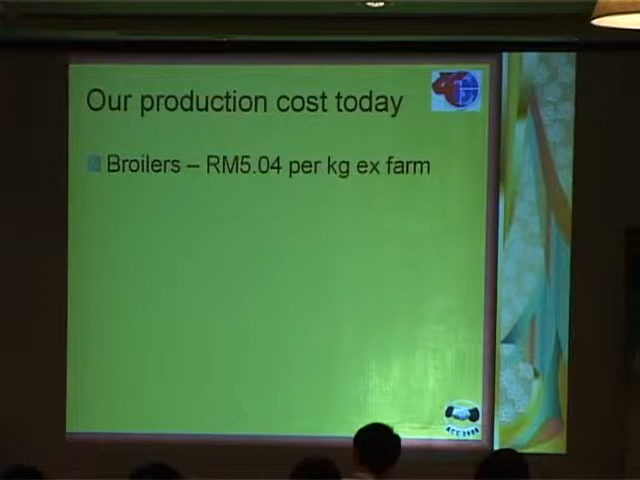 Our production cost today
Broilers – RM5.04 per kg ex farm